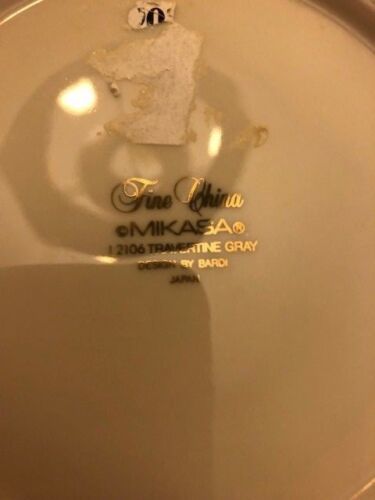 Fine China
©MIKASA®
L2106 TRAVERTINE GRAY
DESIGN BY BARDI
JAPAN